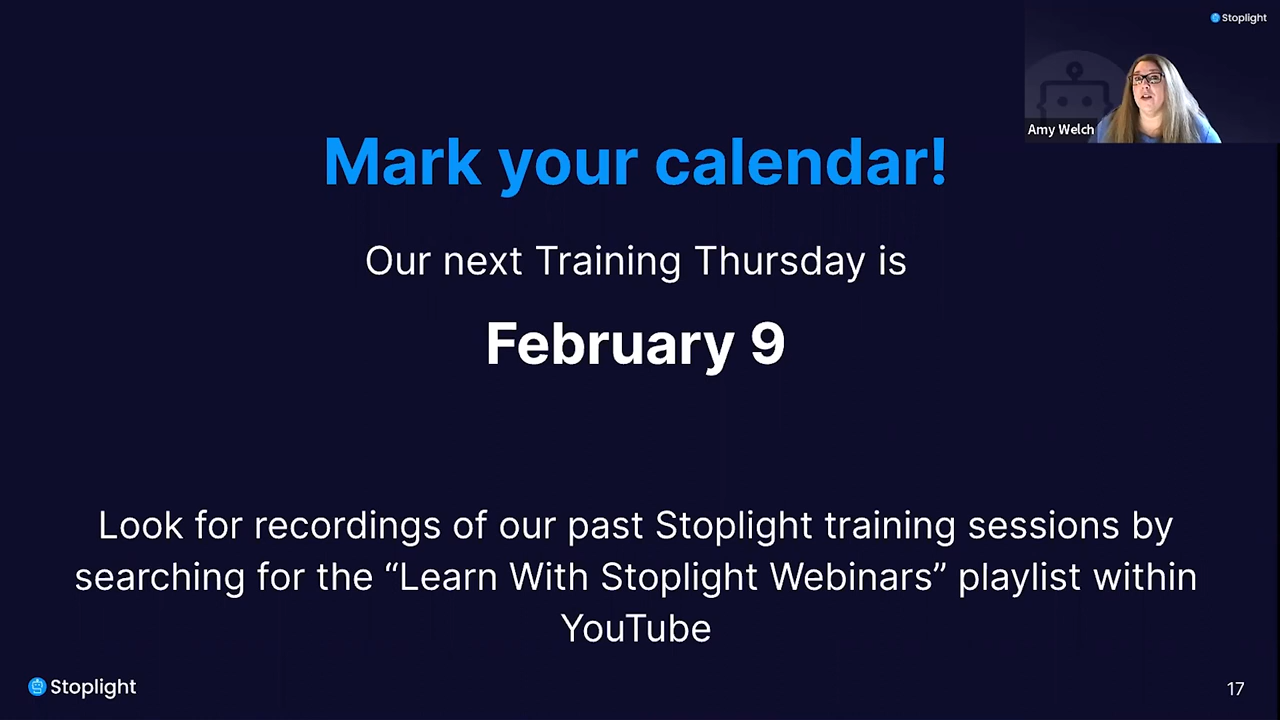 Stoplight
Amy Welch
Mark your calendar!
Our next Training Thursday is
February 9
Look for recordings of our past Stoplight training sessions by
searching for the “Learn With Stoplight Webinars” playlist within
YouTube
Stoplight
17